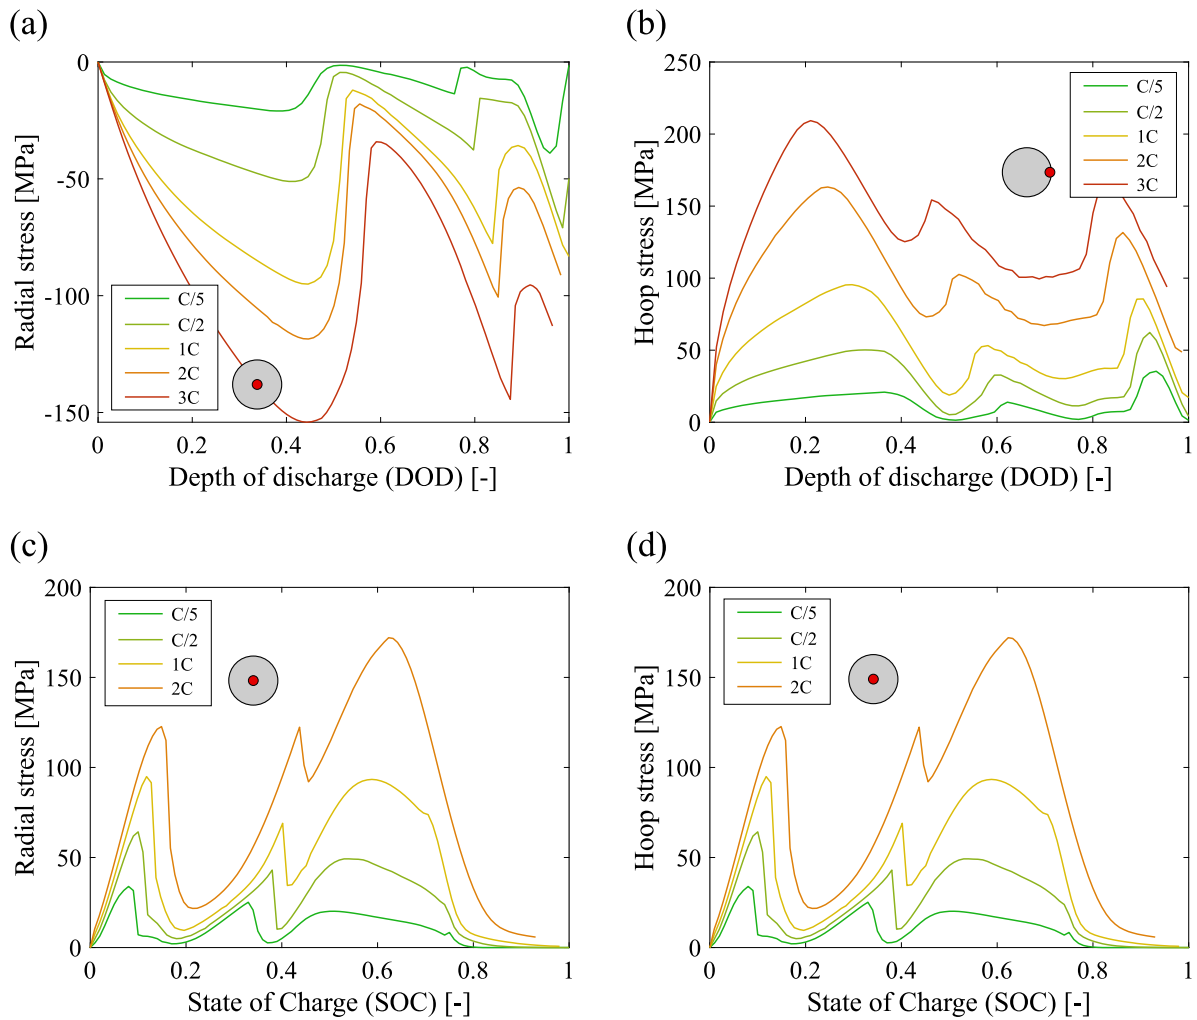 (a)
0
-50
-100
-150
Radial stress [MPa]
C/5
C/2
1C
2C
3C
0
0.2
0.4
0.6
0.8
1
Depth of discharge (DOD) [-]
(b)
250
200
150
100
50
0
Hoop stress [MPa]
C/5
C/2
1C
2C
3C
0
0.2
0.4
0.6
0.8
1
Depth of discharge (DOD) [-]
(c)
200
150
100
50
0
Radial stress [MPa]
C/5
C/2
1C
2C
0
0.2
0.4
0.6
0.8
1
State of Charge (SOC) [-]
(d)
200
150
100
50
0
Hoop stress [MPa]
C/5
C/2
1C
2C
0
0.2
0.4
0.6
0.8
1
State of Charge (SOC) [-]